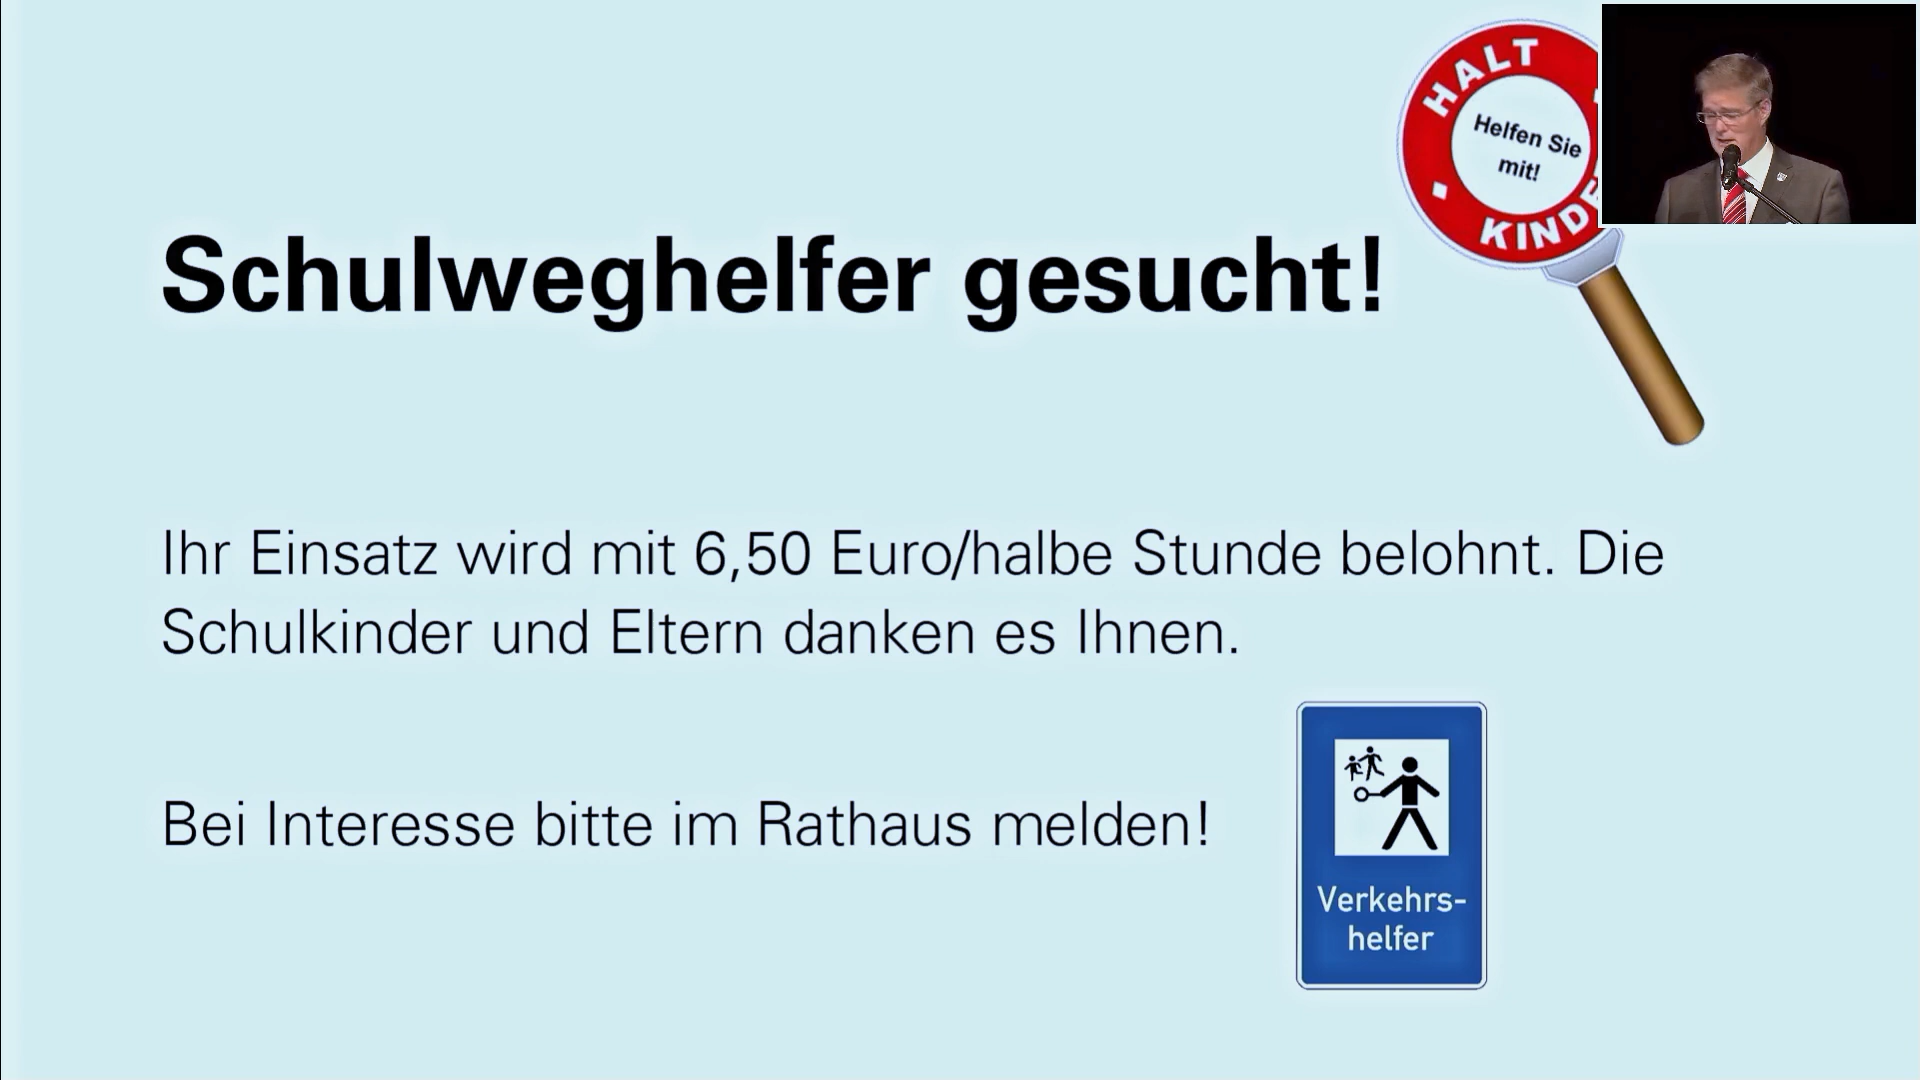 HALT
Helfen Sie
mit!
KINDE
Schulweghelfer gesucht!
Ihr Einsatz wird mit 6,50 Euro/halbe Stunde belohnt. Die
Schulkinder und Eltern danken es Ihnen.
Bei Interesse bitte im Rathaus melden!
Verkehrs-
helfer